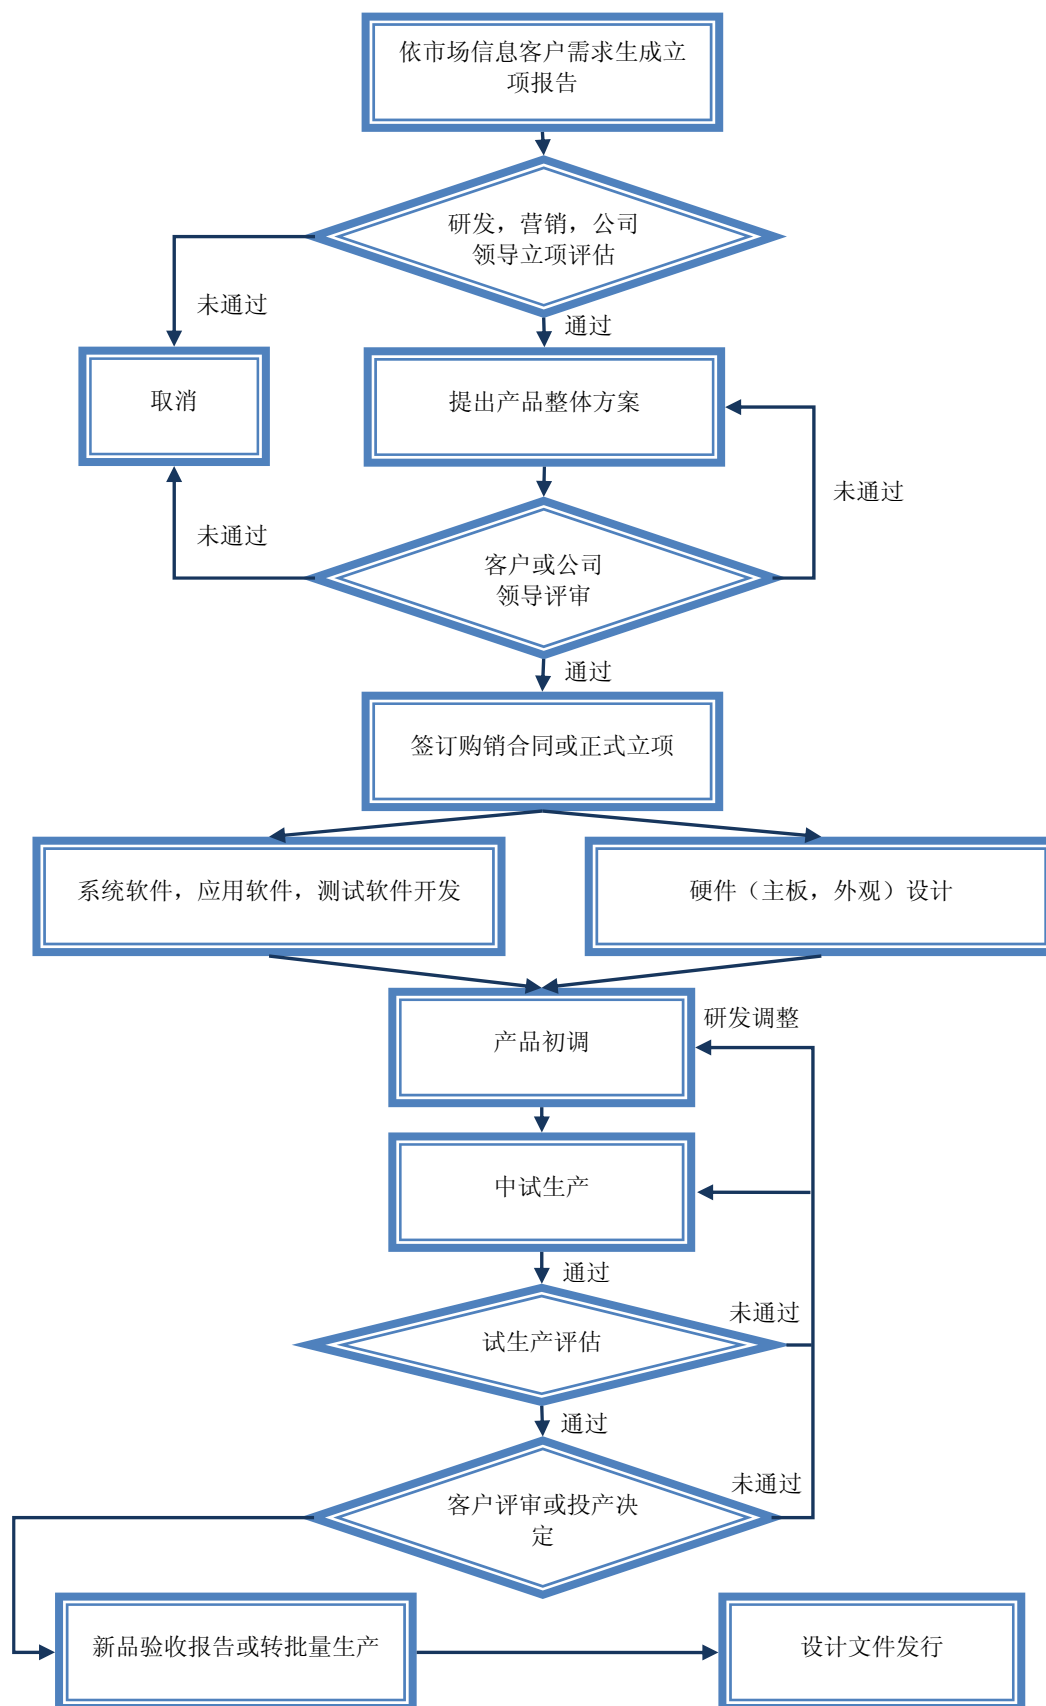 依市场信息客户需求生成立
项报告
研发，营销，公司
领导立项评估
未通过
通过
取消
提出产品整体方案
未通过
未通过
客户或公司
领导评审
通过
签订购销合同或正式立项
系统软件，应用软件，测试软件开发
硬件（主板，外观）设计
研发调整
产品初调
中试生产
通过
未通过
试生产评估
通过
未通过
客户评审或投产决
定
新品验收报告或转批量生产
设计文件发行